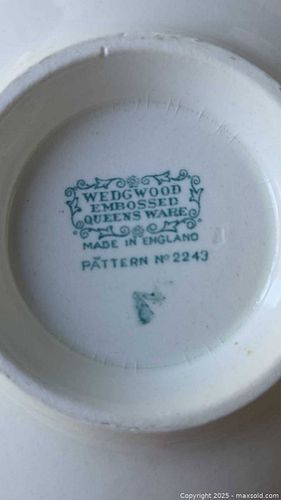 WEDGWOOD
EMBOSSED
QUEENS WARE
MADE IN ENGLAND
PATTERN Nº 2243
Copyright © 2025 - maxsold.com